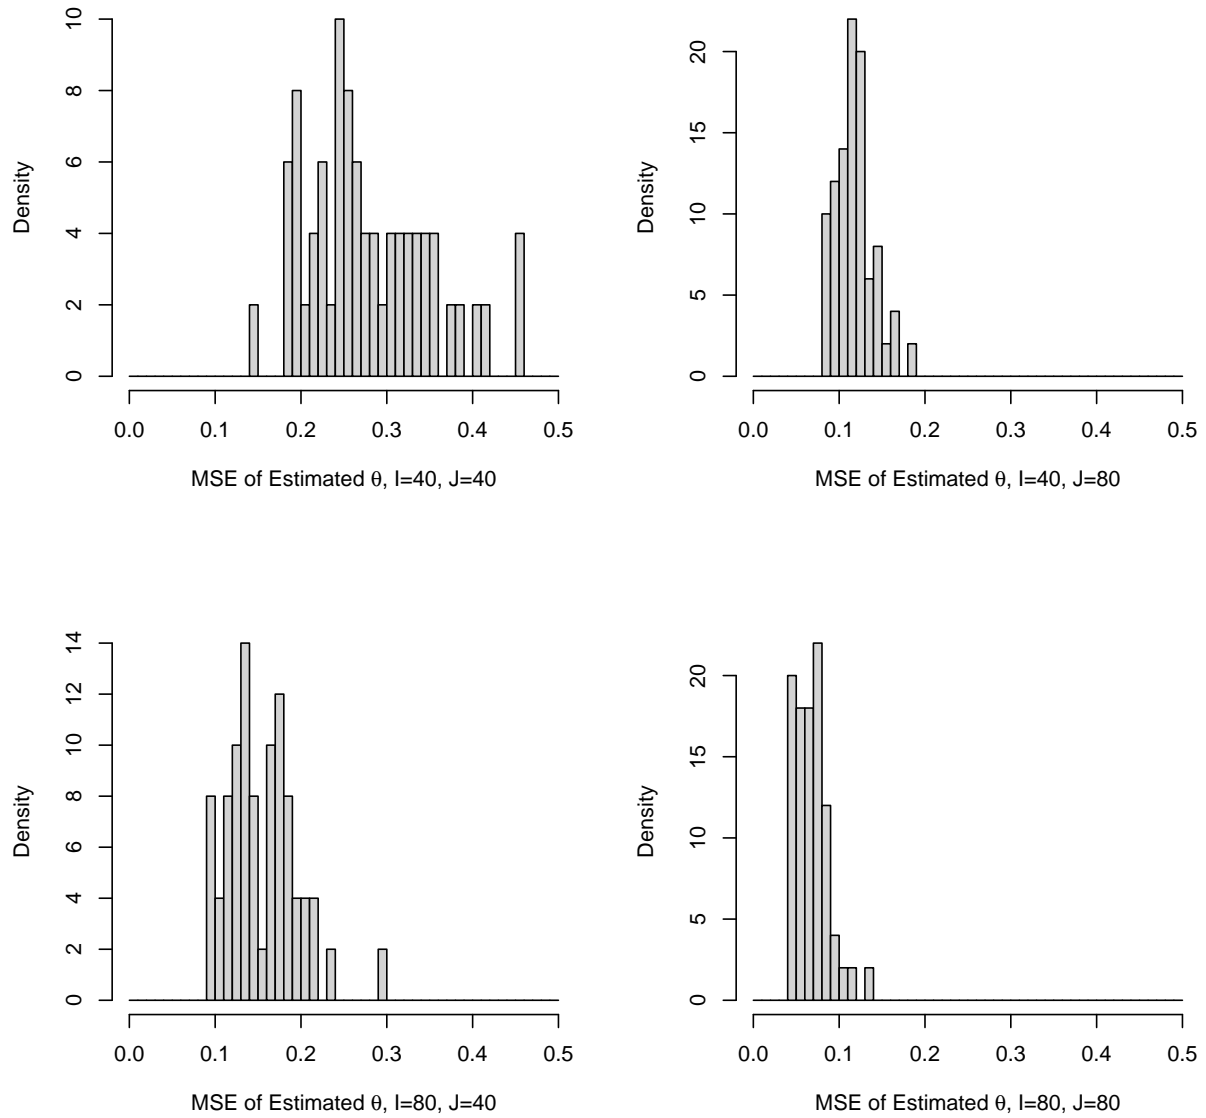 Density
10
8
6
4
2
0
0.0 0.1 0.2 0.3 0.4 0.5
MSE of Estimated θ, I=40, J=40
Density
20
15
10
5
0
0.0 0.1 0.2 0.3 0.4 0.5
MSE of Estimated θ, I=40, J=80
Density
14
12
10
8
6
4
2
0
0.0 0.1 0.2 0.3 0.4 0.5
MSE of Estimated θ, I=80, J=40
Density
20
15
10
5
0
0.0 0.1 0.2 0.3 0.4 0.5
MSE of Estimated θ, I=80, J=80